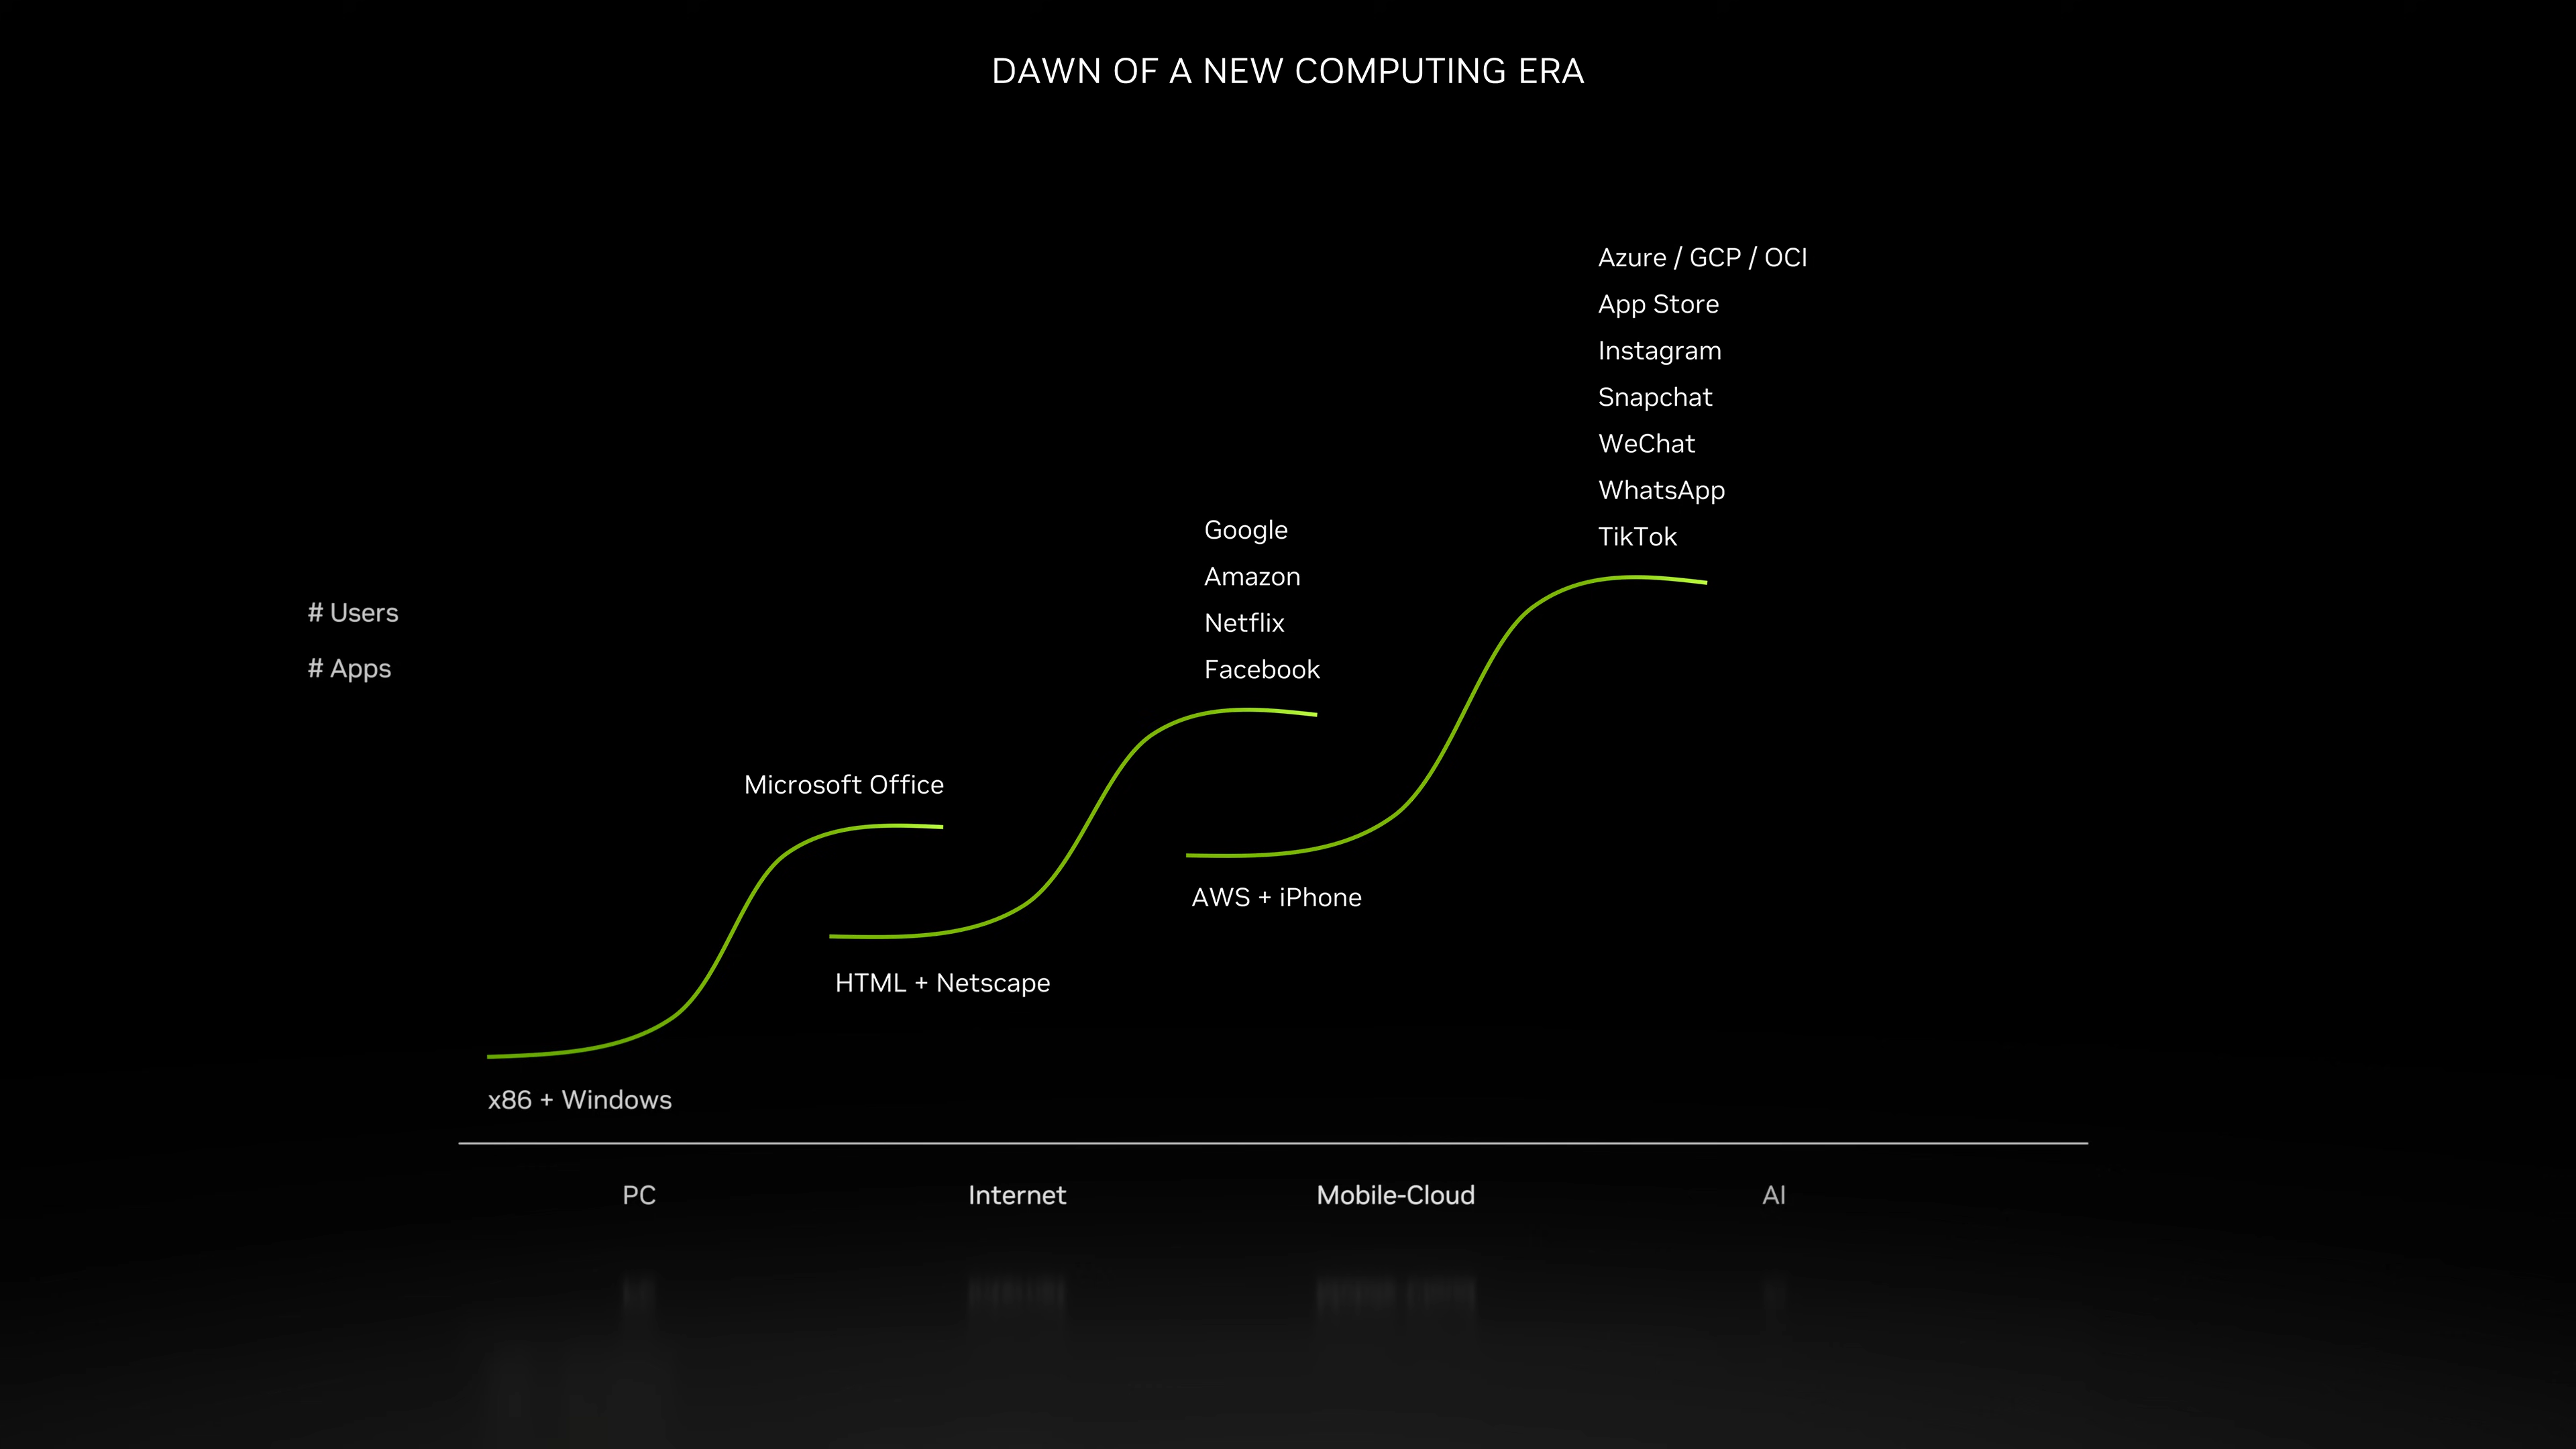 DAWN OF A NEW COMPUTING ERA
Azure / GCP / OCI
App Store
Instagram
Snapchat
WeChat
WhatsApp
TikTok
Google
Amazon
Netflix
Facebook
# Users
# Apps
Microsoft Office
AWS + iPhone
HTML + Netscape
x86 + Windows
PC
Internet
Mobile-Cloud
AI